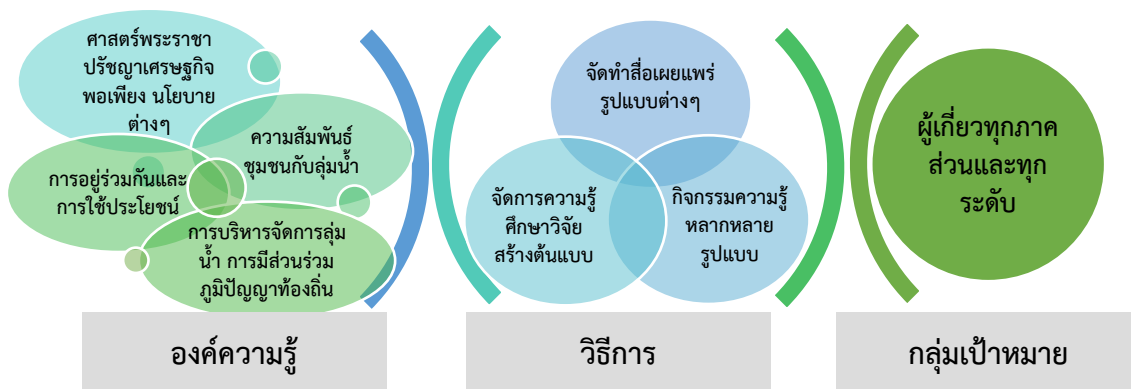 ศาสตร์พระราชา
ปรัชญาเศรษฐกิจ
พอเพียง นโยบาย
ต่างๆ
ความสัมพันธ์
ชุมชนกับลุ่มน้ำ
การอยู่ร่วมกันและ
การใช้ประโยชน์
การบริหารจัดการลุ่ม
น้ำ การมีส่วนร่วม
ภูมิปัญญาท้องถิ่น
องค์ความรู้
จัดทำสื่อเผยแพร่
รูปแบบต่างๆ
จัดการความรู้
ศึกษาวิจัย
สร้างต้นแบบ
กิจกรรมความรู้
หลากหลาย
รูปแบบ
วิธีการ
ผู้เกี่ยวทุกภาค
ส่วนและทุก
ระดับ
กลุ่มเป้าหมาย